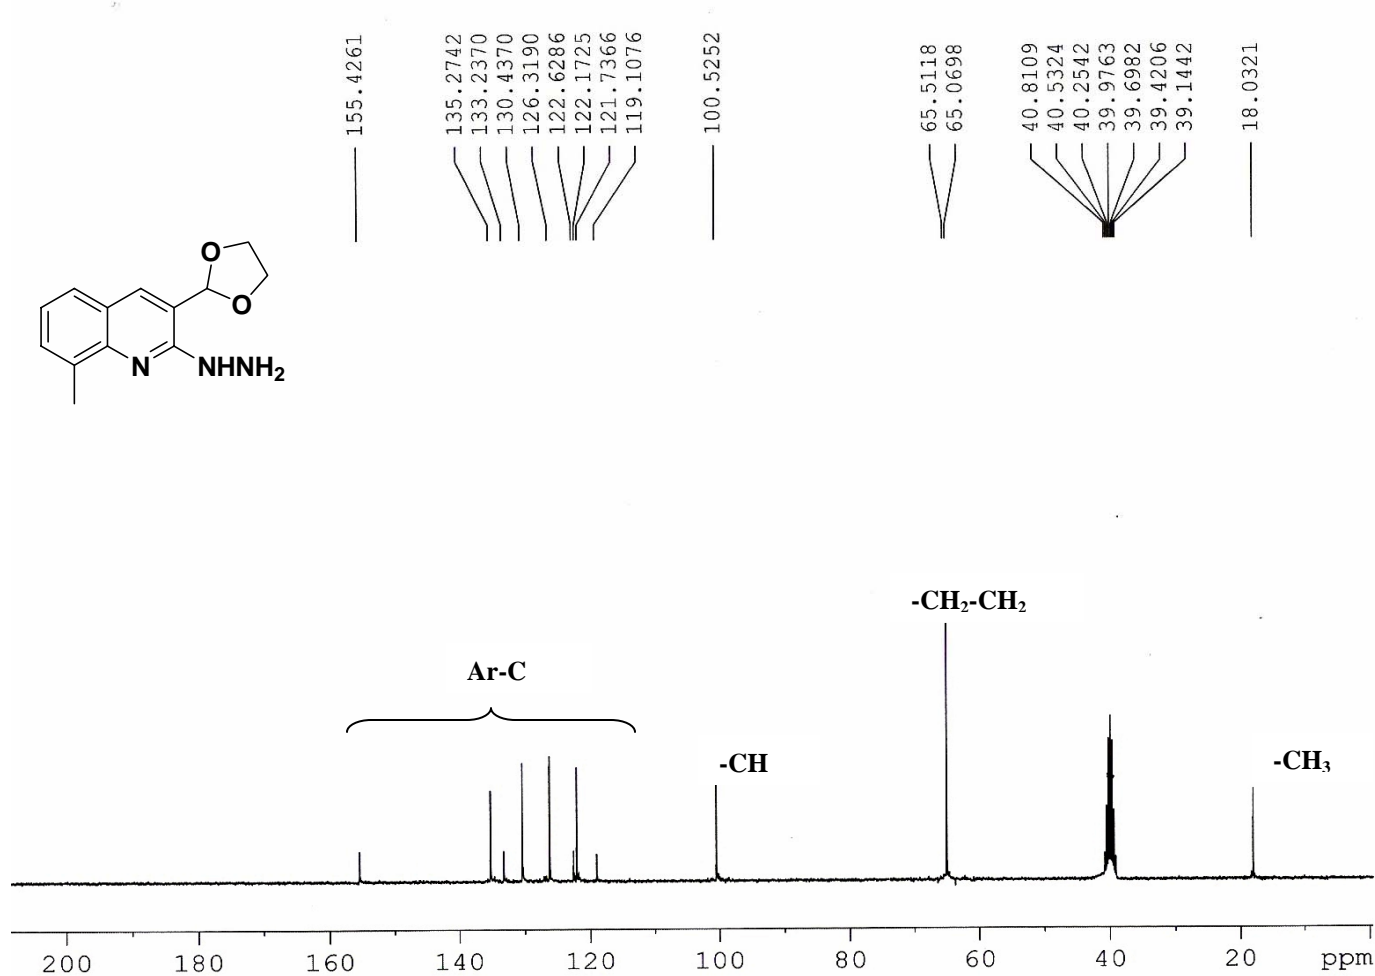 155.4261
135.2742
133.2370
130.4370
126.3190
122.6286
122.1725
121.7366
119.1076
100.5252
65.5118
65.0698
40.8109
40.5324
40.2542
39.9763
39.6982
39.4206
39.1442
18.0321
O
O
N
NHNH₂
-CH₂-CH₂
Ar-C
-CH
-CH₃
200 180 160 140 120 100 80 60 40 20 ppm